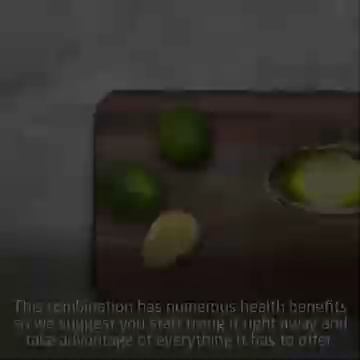 This combination has numerous health benefits
so we suggest you start trying it right away and
take advantage of everything it has to offer.